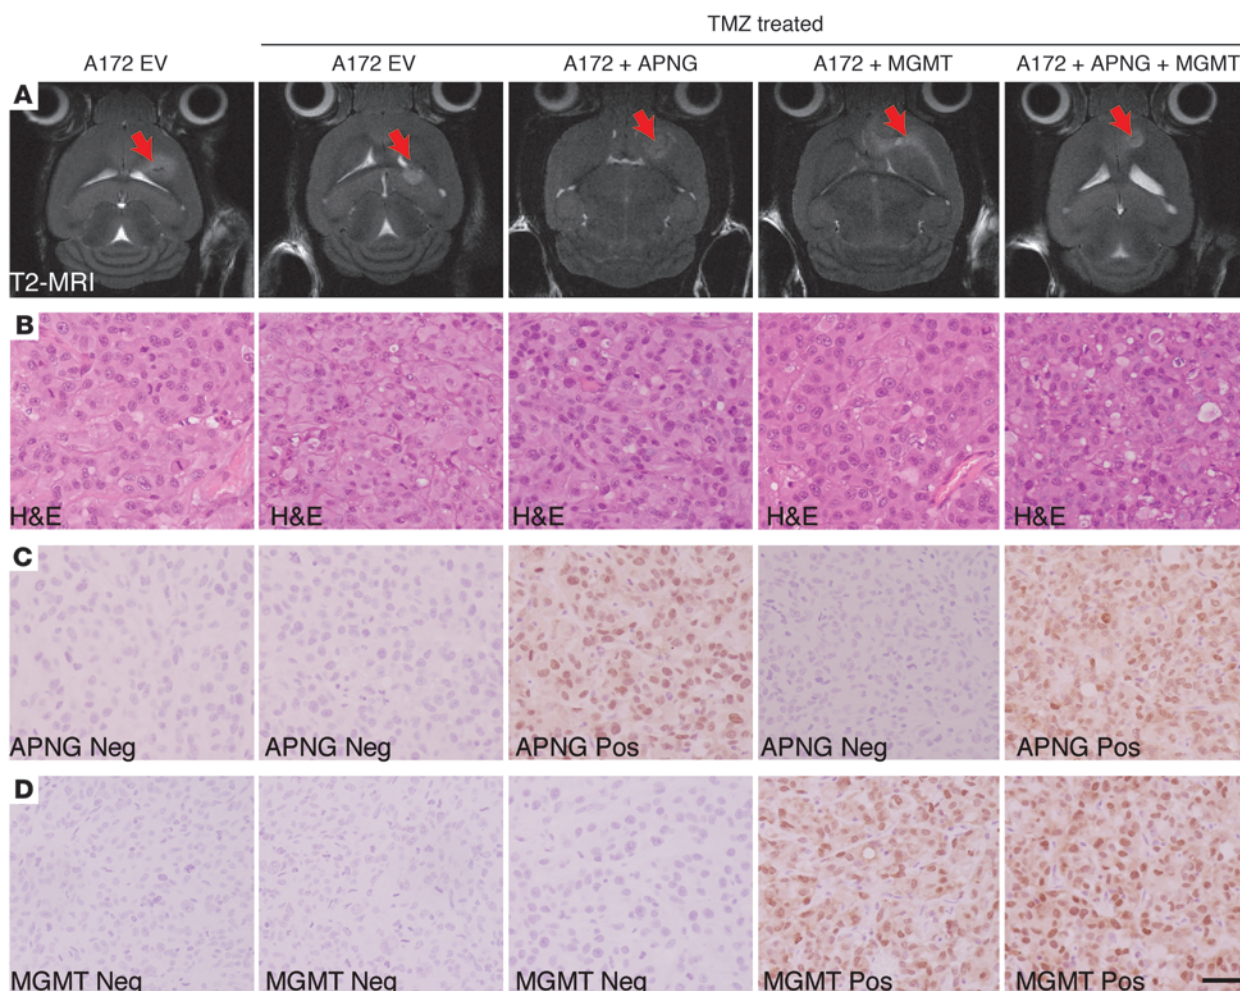 TMZ treated
A172 EV
A172 EV
A172 + APNG
A172 + MGMT
A172 + APNG + MGMT
A
T2-MRI
B
H&E
H&E
H&E
H&E
H&E
C
APNG Neg
APNG Neg
APNG Pos
APNG Neg
APNG Pos
D
MGMT Neg
MGMT Neg
MGMT Neg
MGMT Pos
MGMT Pos